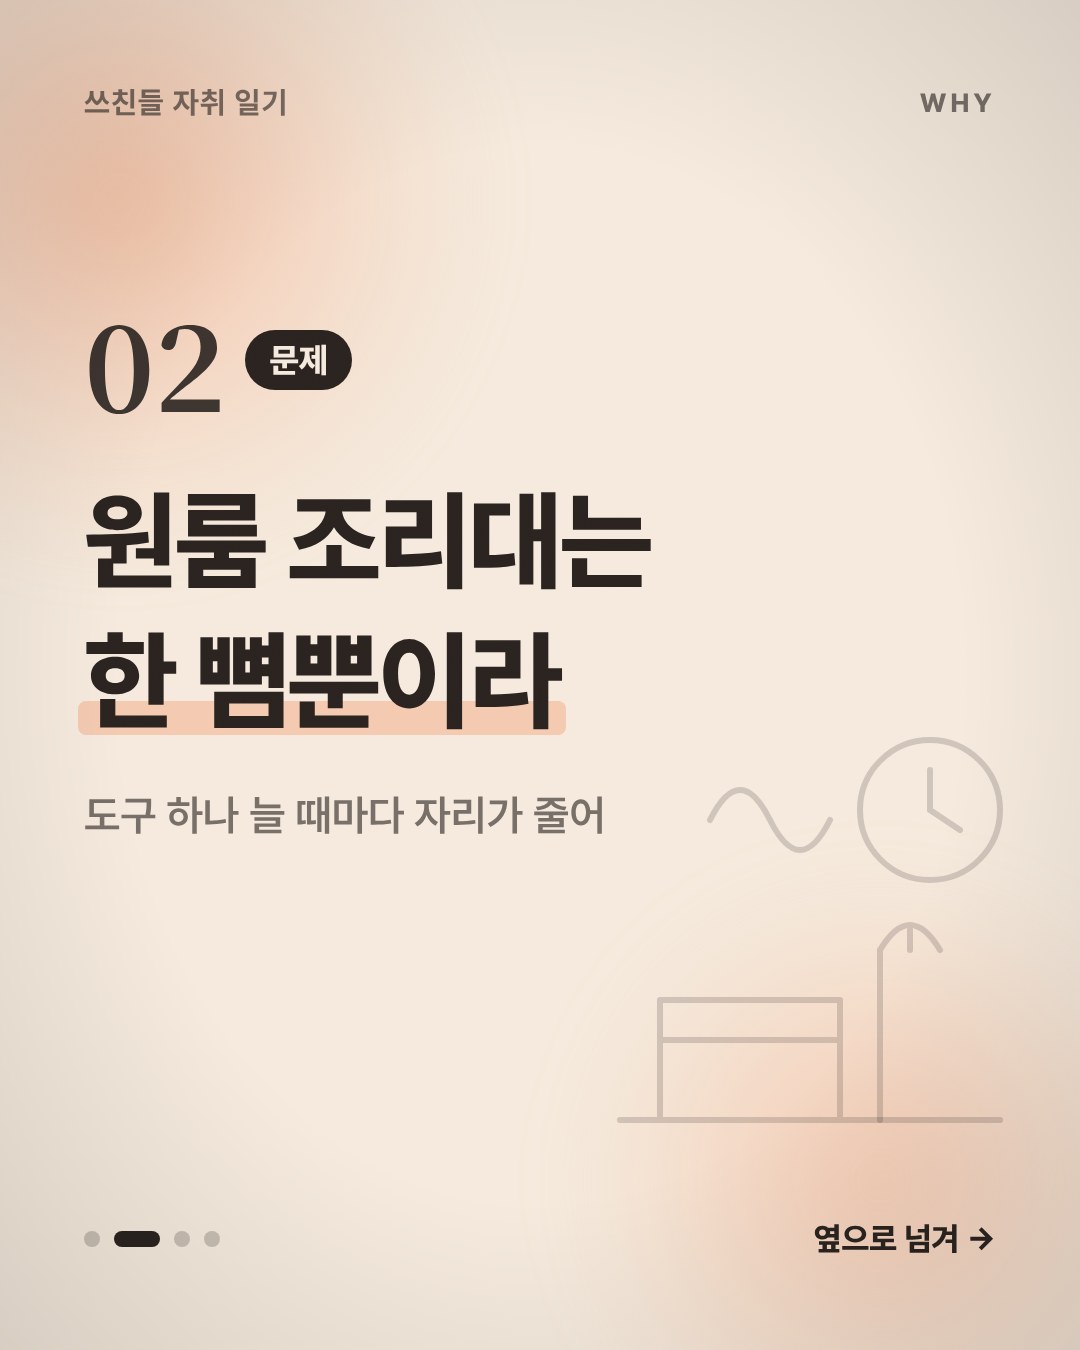 쓰친들 자취 일기
WHY
02 문제
원룸 조리대는
한 뼘뿐이라
도구 하나 늘 때마다 자리가 줄어
옆으로 넘겨 →